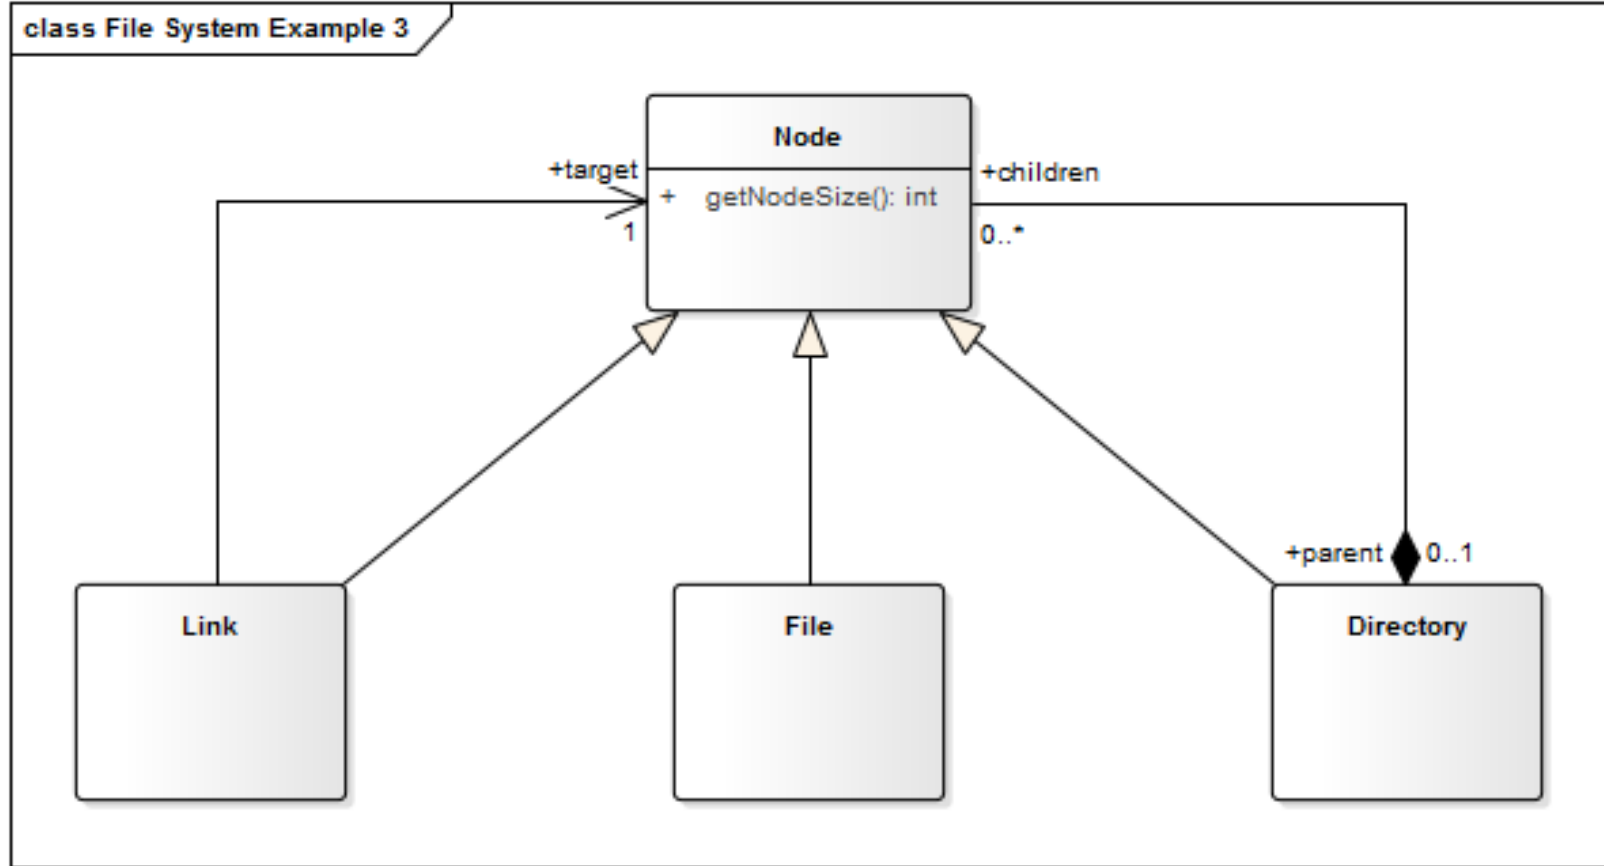 class File System Example 3
Node
+target
+children
+ getNodeSize(): int
1
0..*
+parent
0..1
Link
File
Directory